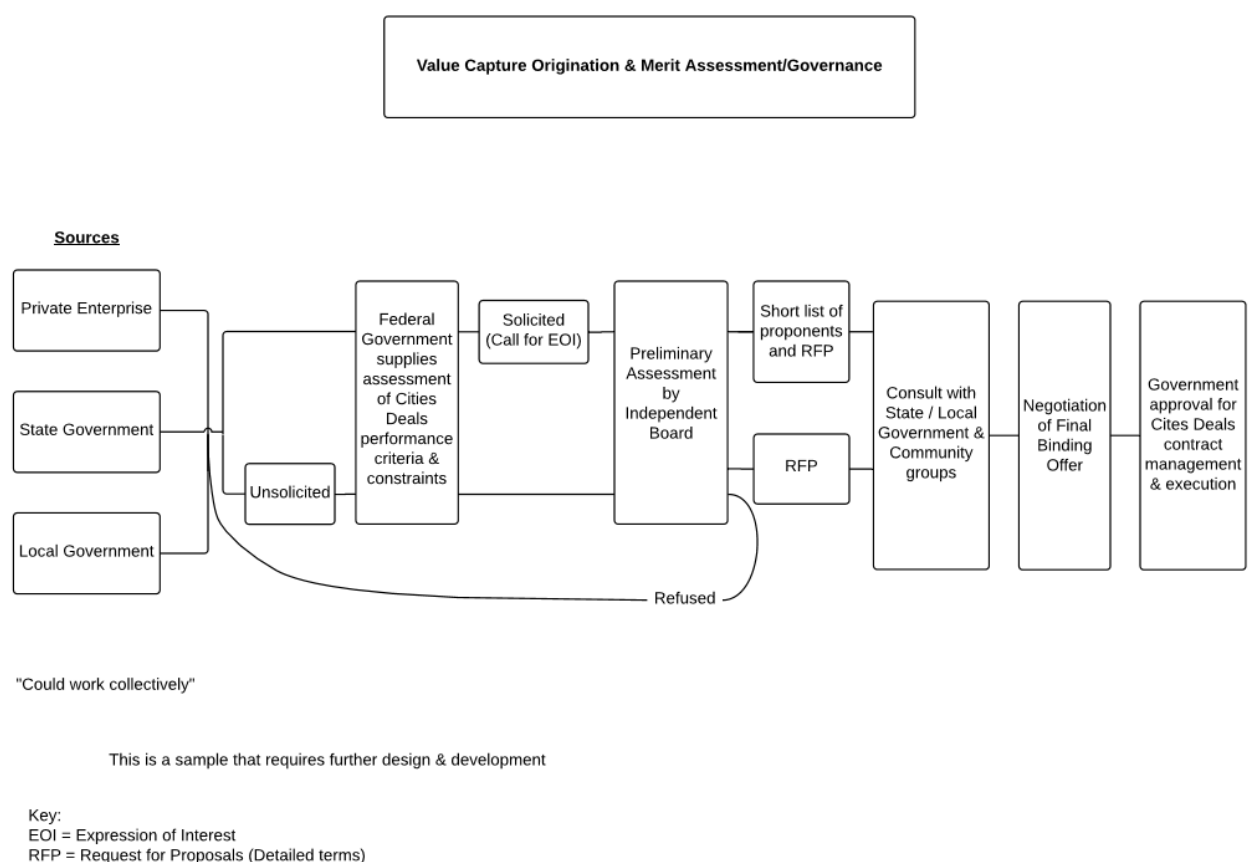 Value Capture Origination & Merit Assessment/Governance
Sources
Private Enterprise
State Government
Local Government
Unsolicited
Federal
Government
supplies
assessment
of Cities
Deals
performance
criteria &
constraints
Solicited
(Call for EOI)
Preliminary
Assessment
by
Independent
Board
Short list of
proponents
and RFP
RFP
Refused
Consult with
State / Local
Government &
Community
groups
Negotiation
of Final
Binding
Offer
Government
approval for
Cites Deals
contract
management
& execution
"Could work collectively"
This is a sample that requires further design & development
Key:
EOI = Expression of Interest
RFP = Request for Proposals (Detailed terms)